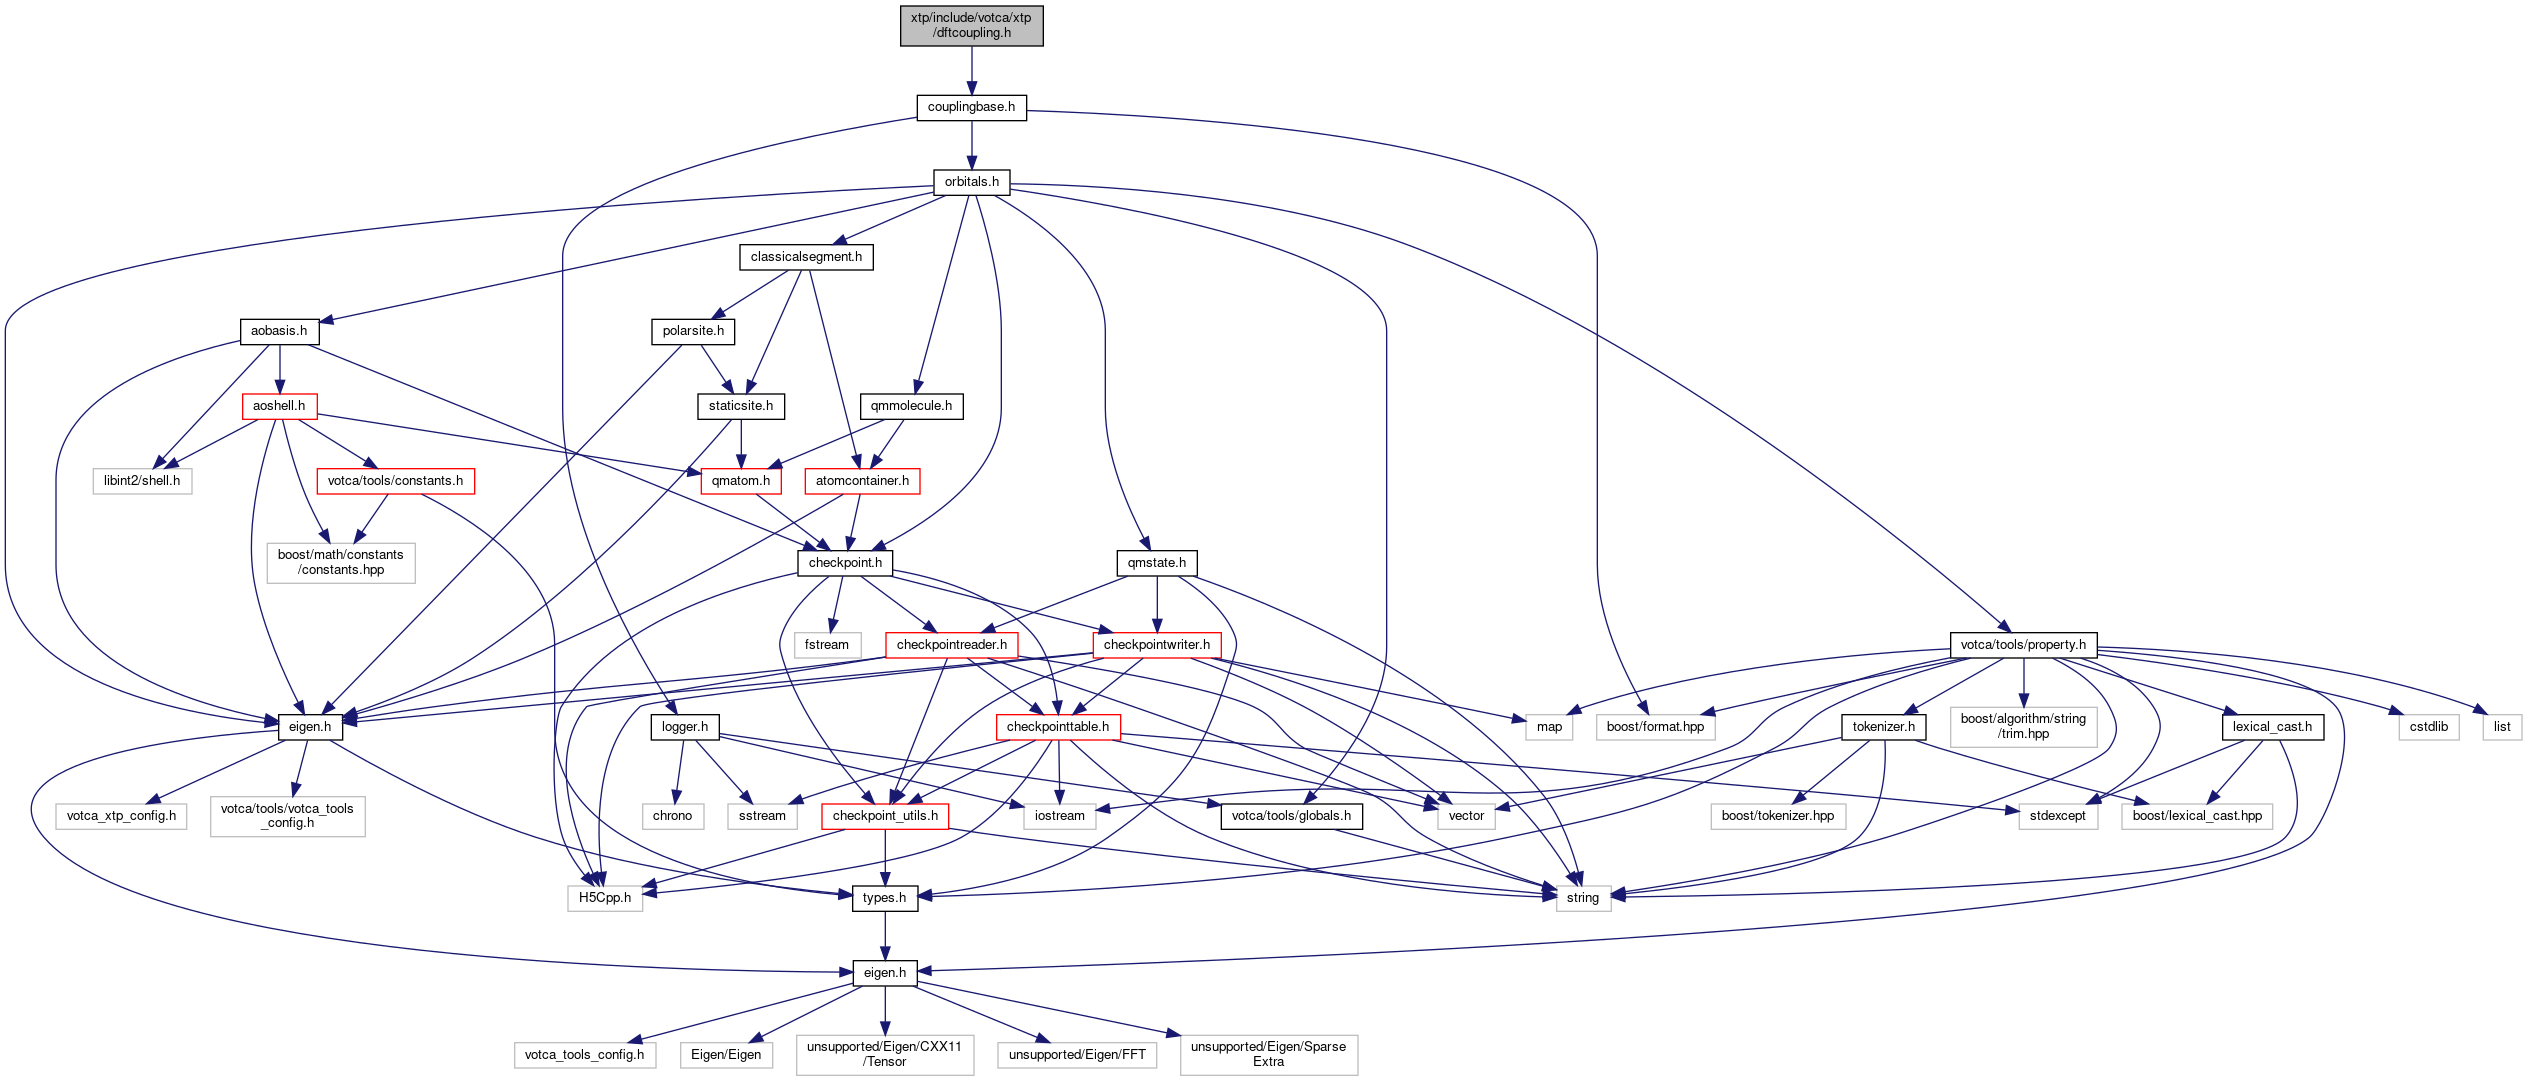 xtp/include/votca/xtp
/dftcoupling.h
couplingbase.h
orbitals.h
classicalsegment.h
aobasis.h
polarsite.h
aoshell.h
staticsite.h
qmmolecule.h
libint2/shell.h
votca/tools/constants.h
qmatom.h
atomcontainer.h
boost/math/constants
/constants.hpp
checkpoint.h
qmstate.h
fstream
checkpointreader.h
checkpointwriter.h
votca/tools/property.h
eigen.h
logger.h
checkpointtable.h
map
boost/format.hpp
tokenizer.h
boost/algorithm/string
/trim.hpp
lexical_cast.h
cstdlib
list
votca_xtp_config.h
votca/tools/votca_tools
_config.h
chrono
sstream
checkpoint_utils.h
iostream
votca/tools/globals.h
vector
boost/tokenizer.hpp
stdexcept
boost/lexical_cast.hpp
H5Cpp.h
types.h
string
eigen.h
votca_tools_config.h
Eigen/Eigen
unsupported/Eigen/CXX11
/Tensor
unsupported/Eigen/FFT
unsupported/Eigen/Sparse
Extra